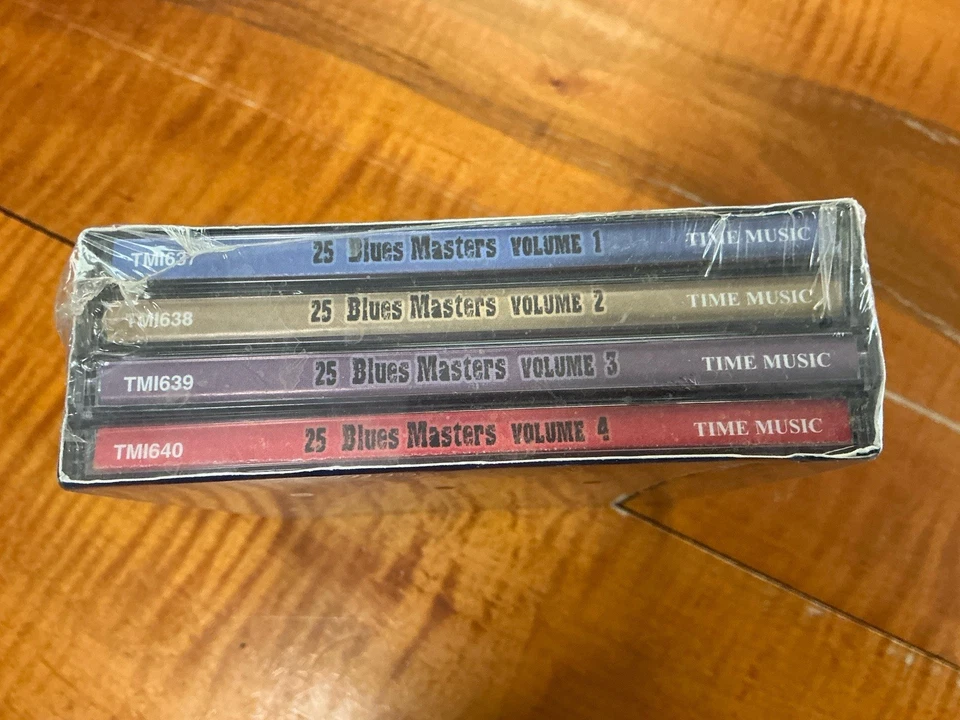 TMI637 25 Blues Masters VOLUME 1 TIME MUSIC
TMI638 25 Blues Masters VOLUME 2 TIME MUSIC
TMI639 25 Blues Masters VOLUME 3 TIME MUSIC
TMI640 25 Blues Masters VOLUME 4 TIME MUSIC